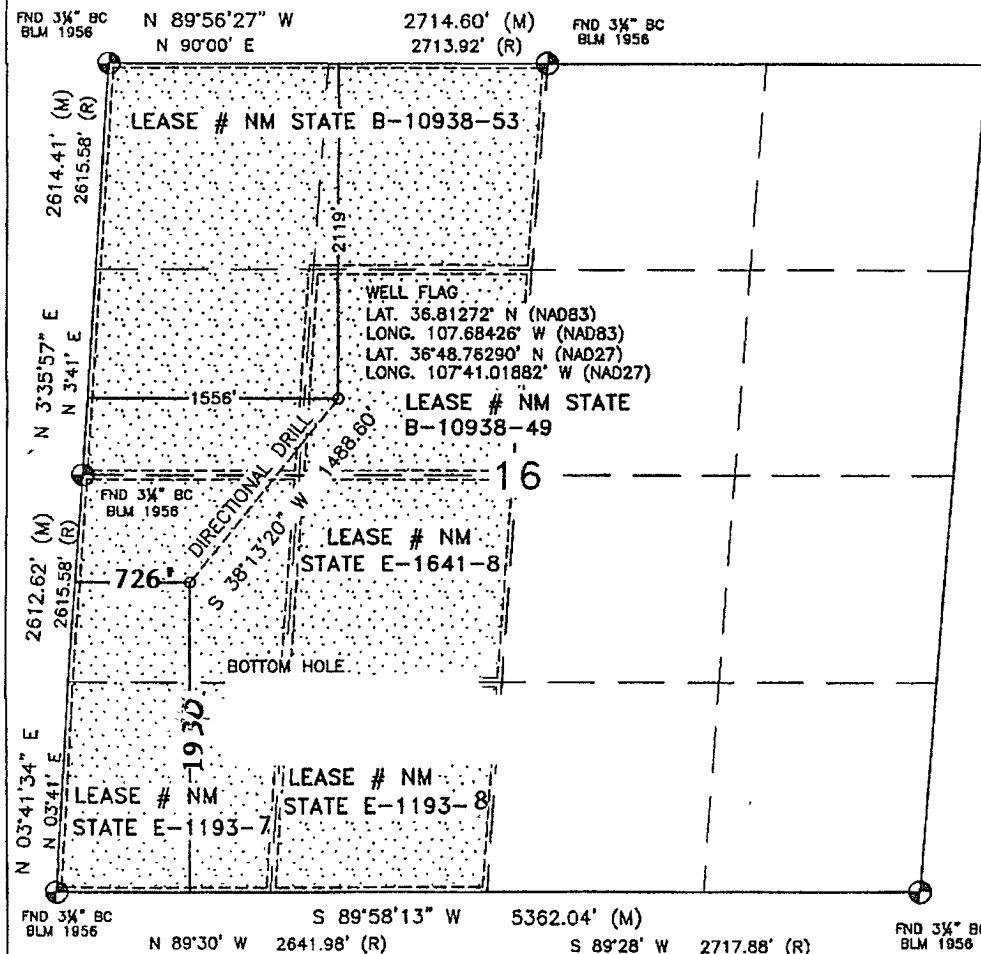 FND 3¼" BC
BLM 1956
N 89°56'27" W
N 90°00' E
2714.60' (M)
2713.92' (R)
FND 3¼" BC
BLM 1956
2614.41' (M)
2615.58' (R)
LEASE # NM STATE B-10938-53
2119'
WELL FLAG
LAT. 36.81272° N (NAD83)
LONG. 107.68426° W (NAD83)
LAT. 36°48.76290' N (NAD27)
LONG. 107°41.01882' W (NAD27)
N 3°35'57" E
N 3°41' E
1556'
LEASE # NM STATE
B-10938-49
DIRECTIONAL DRILL
S 38°13'20" W 1488.60'
16
FND 3¼" BC
BLM 1956
LEASE # NM
STATE E-1641-8
2612.62' (M)
2615.58' (R)
726'
BOTTOM HOLE
1930'
N 03°41'34" E
N 03°41' E
LEASE # NM
STATE E-1193-7
LEASE # NM
STATE E-1193-8
FND 3¼" BC
BLM 1956
S 89°58'13" W 5362.04' (M)
N 89°30' W 2641.98' (R)
S 89°28' W 2717.88' (R)
FND 3¼" BC
BLM 1956